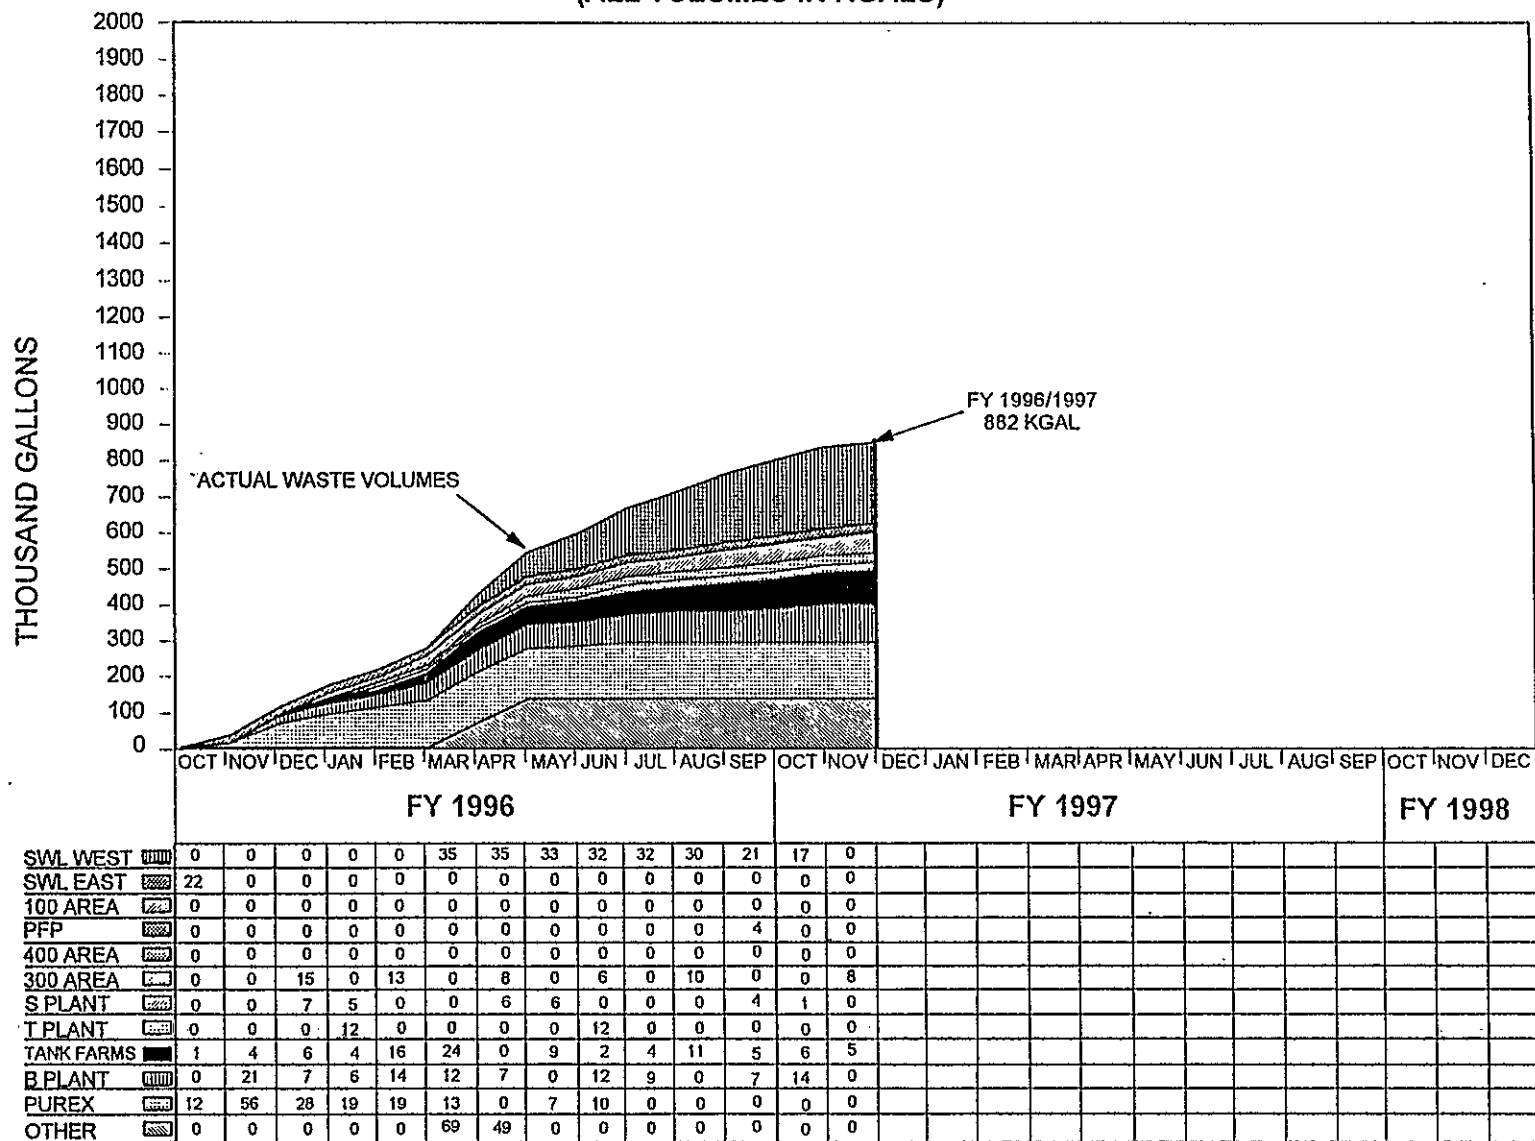 2000
1900
1800
1700
1600
1500
1400
1300
1200
1100
1000
900
800
700
600
500
400
300
200
100
0
THOUSAND GALLONS
ACTUAL WASTE VOLUMES
FY 1996/1997
882 KGAL
OCT NOV DEC JAN FEB MAR APR MAY JUN JUL AUG SEP OCT NOV DEC JAN FEB MAR APR MAY JUN JUL AUG SEP OCT NOV DEC
FY 1996 FY 1997 FY 1998
SWL WEST 0 0 0 0 0 35 35 33 32 32 30 21 17 0
SWL EAST 22 0 0 0 0 0 0 0 0 0 0 0 0 0
100 AREA 0 0 0 0 0 0 0 0 0 0 0 0 0 0
PFP 0 0 0 0 0 0 0 0 0 0 0 4 0 0
400 AREA 0 0 0 0 0 0 0 0 0 0 0 0 0 0
300 AREA 0 0 15 0 13 0 8 0 6 0 10 0 0 8
S PLANT 0 0 7 5 0 0 6 6 0 0 0 4 1 0
T PLANT 0 0 0 12 0 0 0 0 12 0 0 0 0 0
TANK FARMS 1 4 6 4 16 24 0 9 2 4 11 5 6 5
B PLANT 0 21 7 6 14 12 7 0 12 9 0 7 14 0
PUREX 12 56 28 19 19 13 0 7 10 0 0 0 0 0
OTHER 0 0 0 0 0 69 49 0 0 0 0 0 0 0